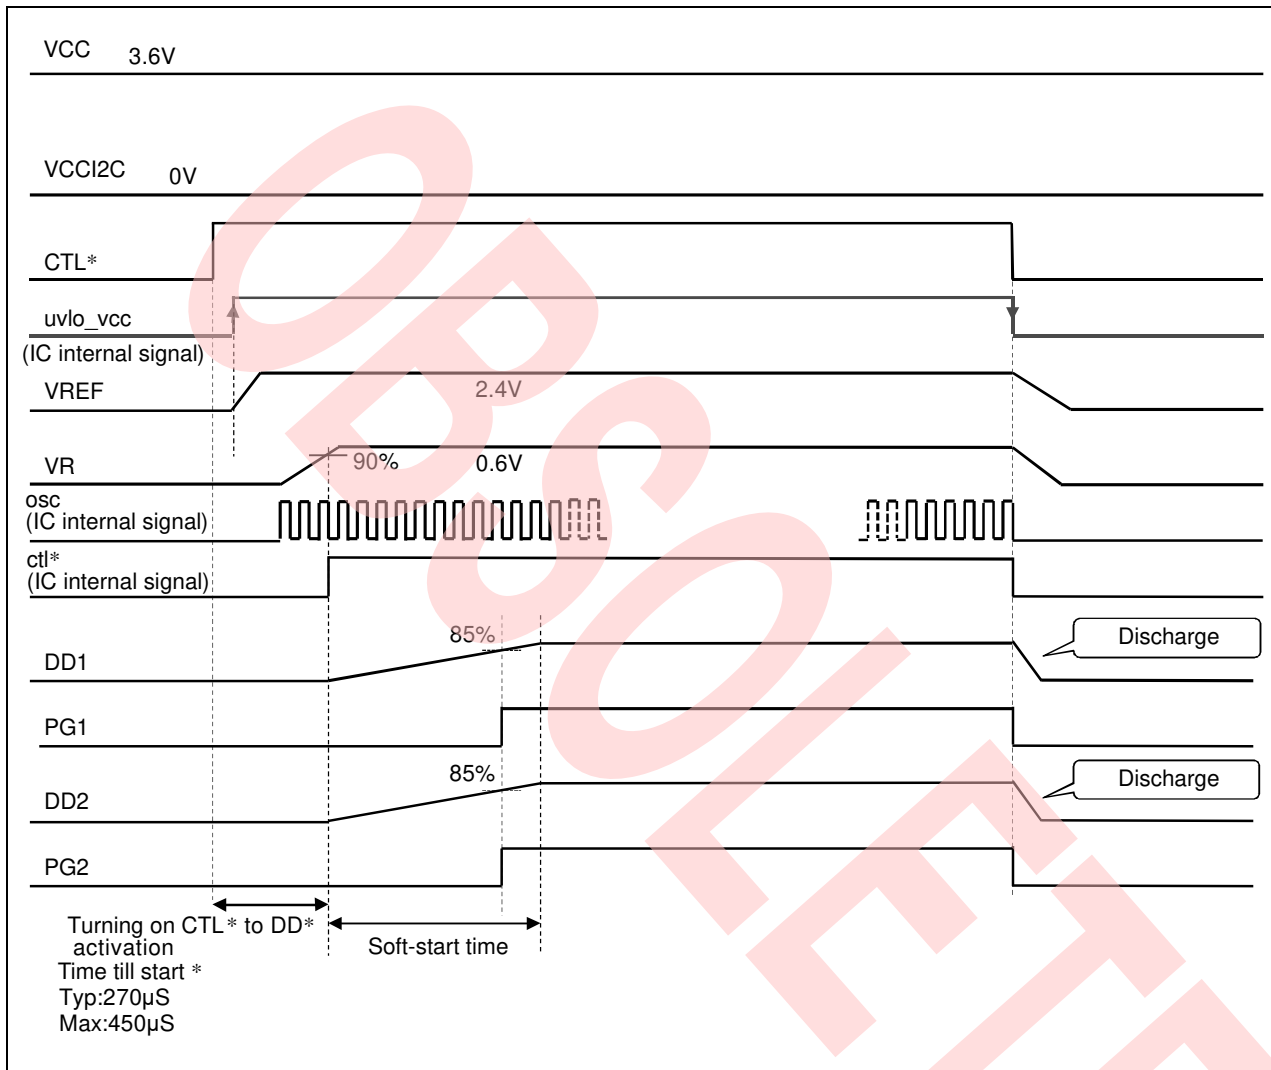 VCC 3.6V
VCCI2C 0V
CTL*
uvlo_vcc
(IC internal signal)
VREF 2.4V
VR 90% 0.6V
osc
(IC internal signal)
ctl*
(IC internal signal)
85%
DD1 Discharge
PG1
85%
DD2 Discharge
PG2
Turning on CTL* to DD*
activation
Soft-start time
Time till start *
Typ:270µS
Max:450µS
OBSOLETE